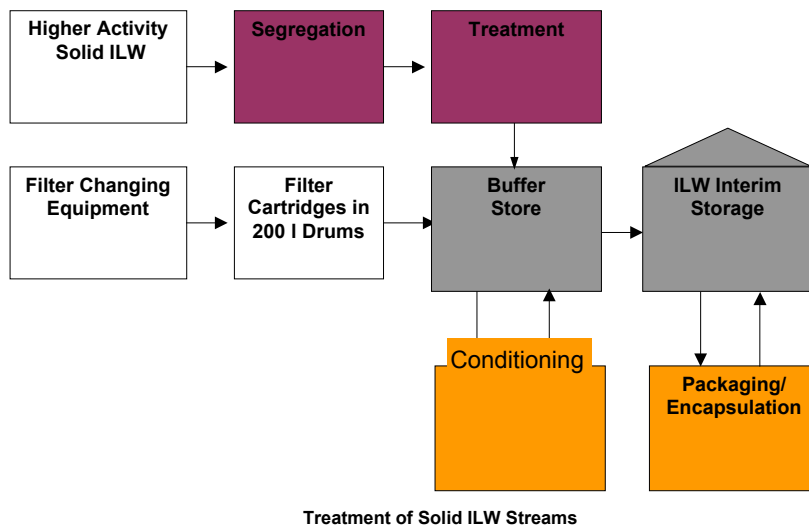 Higher Activity
Solid ILW
Segregation
Treatment
Filter Changing
Equipment
Filter
Cartridges in
200 l Drums
Buffer
Store
ILW Interim
Storage
Conditioning
Packaging/
Encapsulation
Treatment of Solid ILW Streams